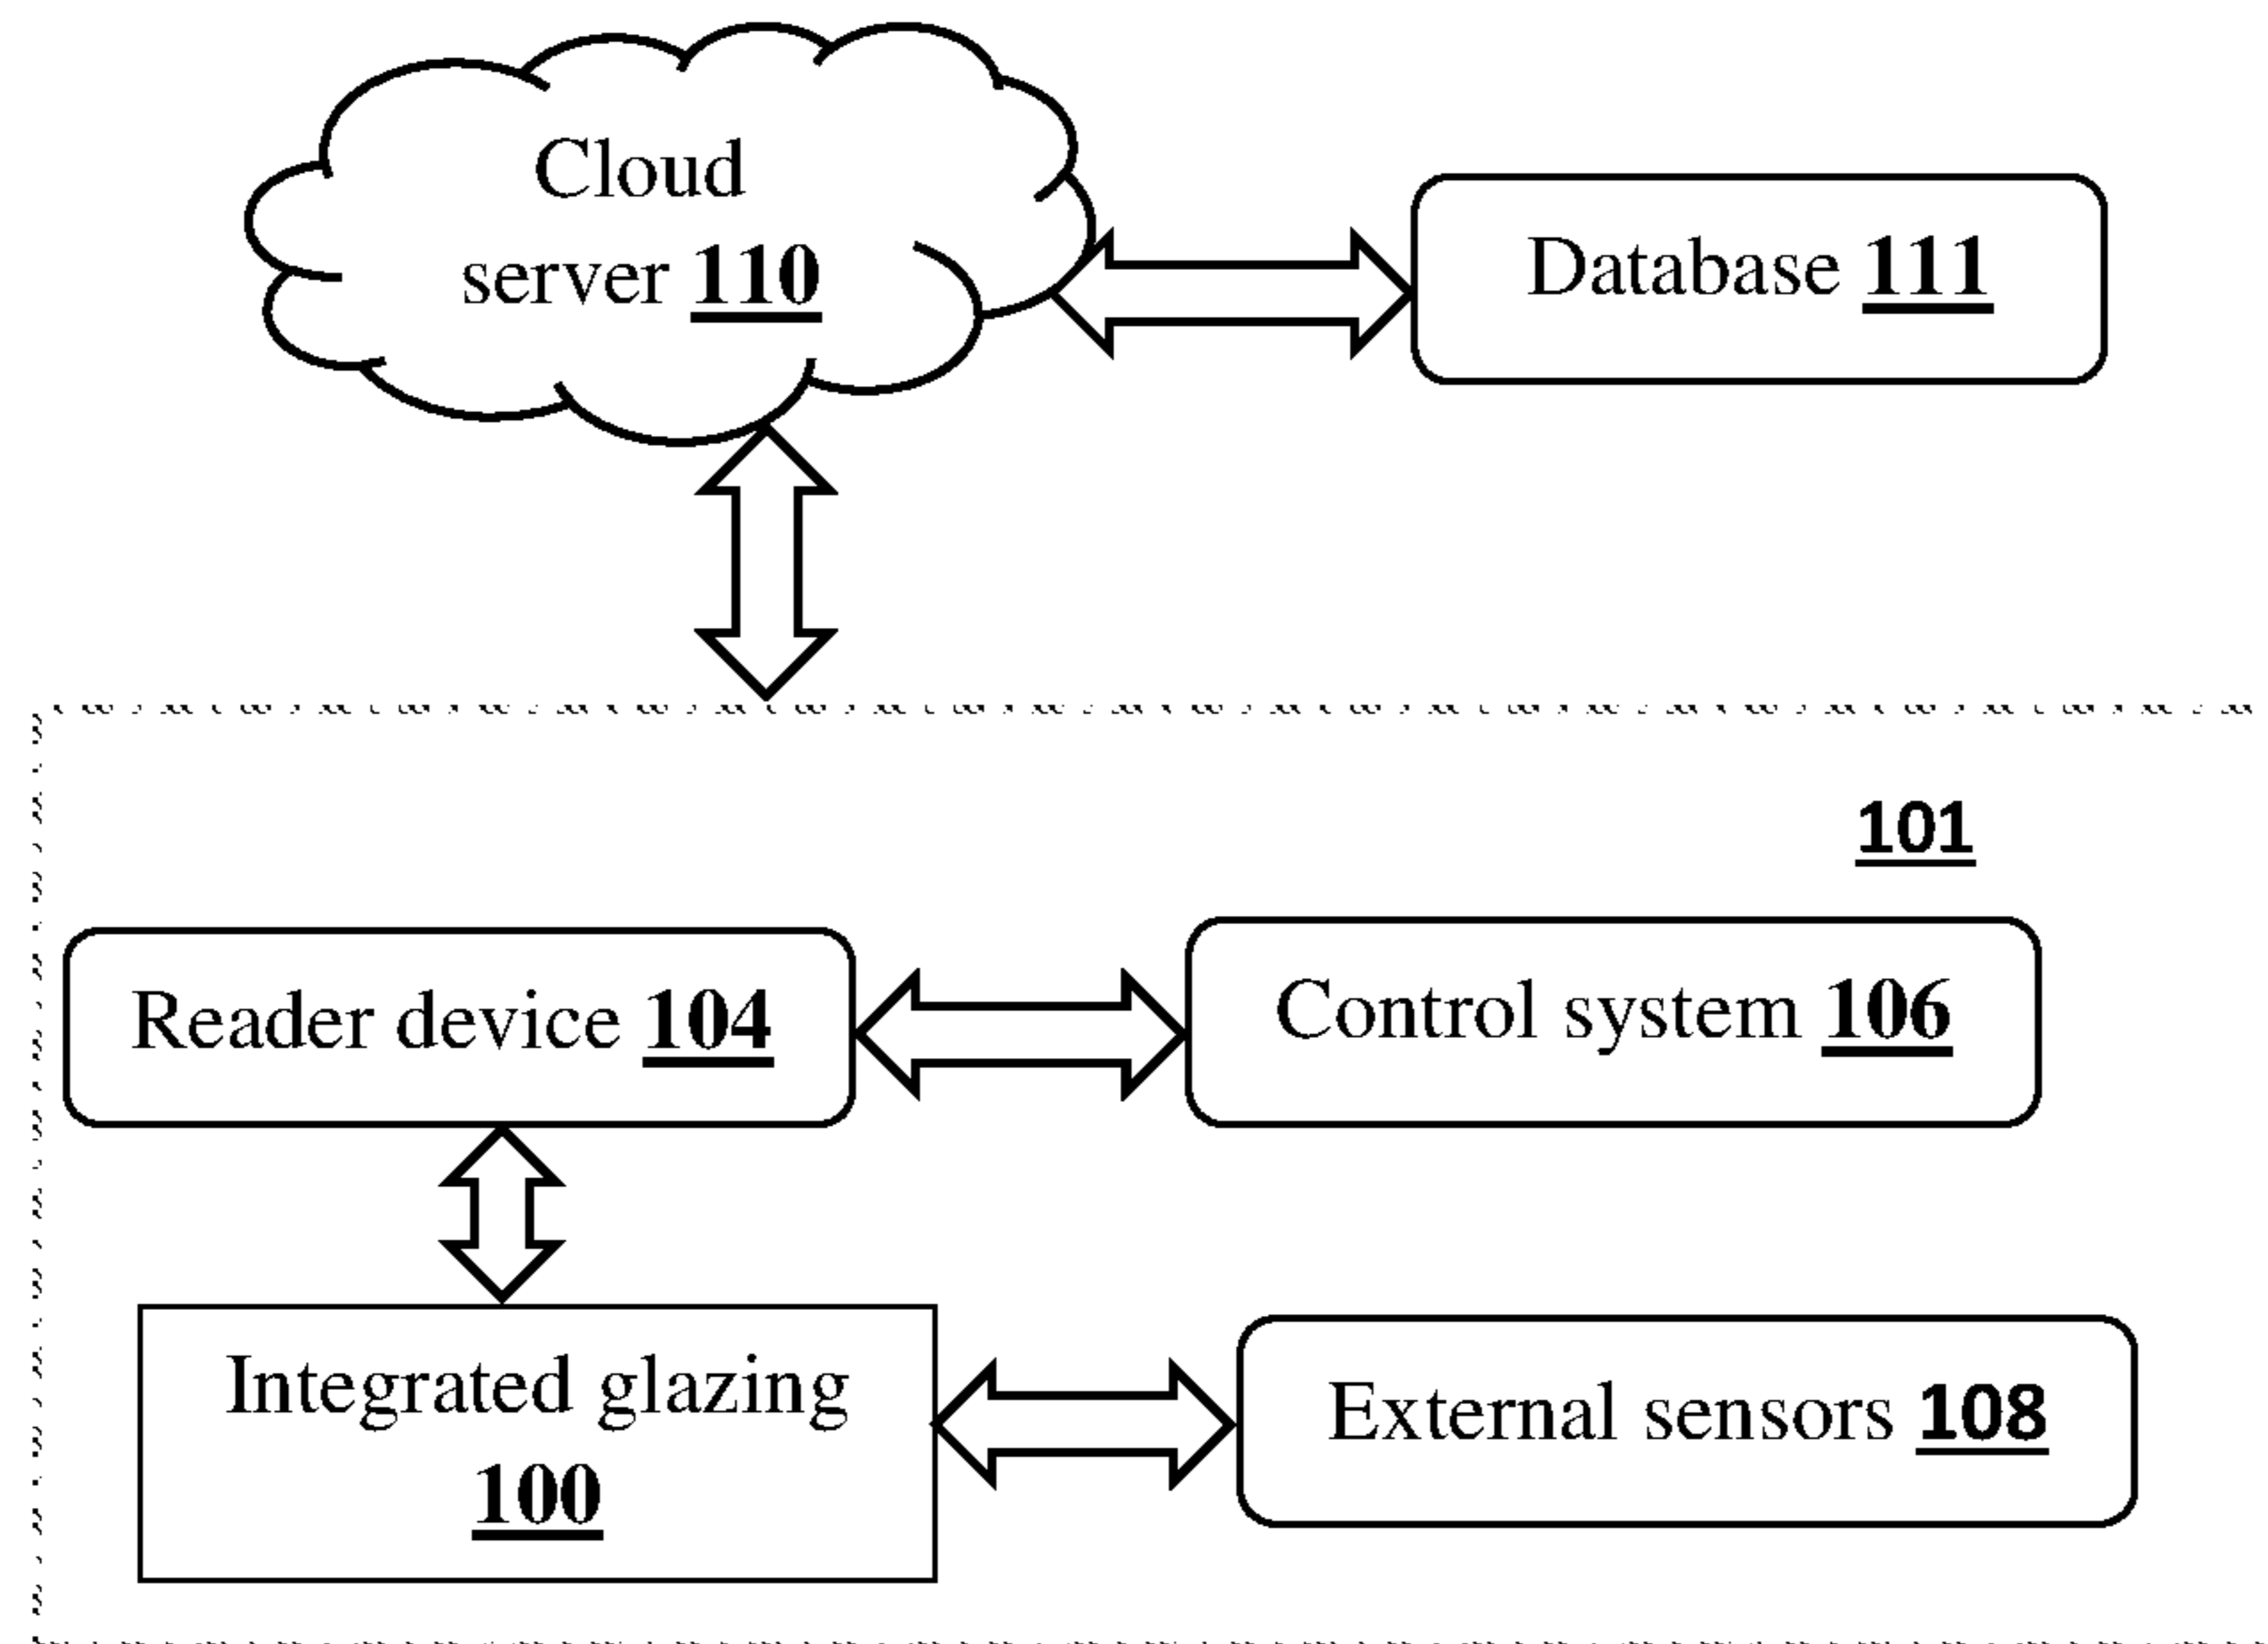 Cloud
server 110
Database 111
101
Reader device 104
Control system 106
Integrated glazing
100
External sensors 108